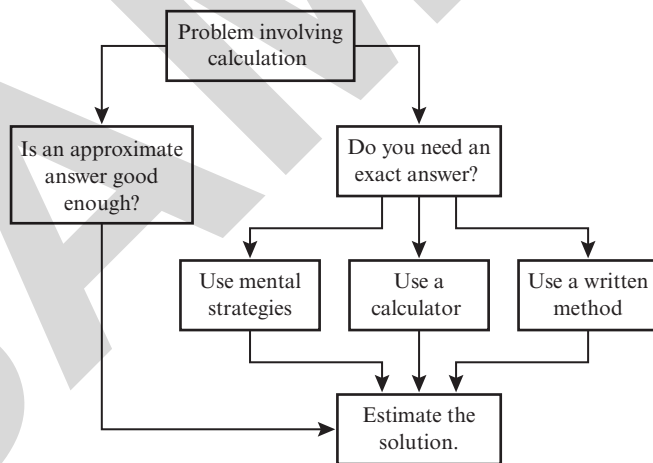 Problem involving
calculation
Is an approximate
answer good
enough?
Do you need an
exact answer?
Use mental
strategies
Use a
calculator
Use a written
method
Estimate the
solution.